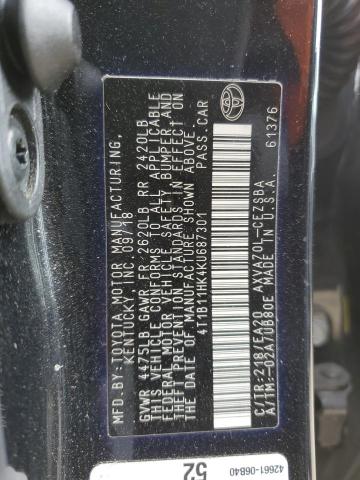 MFD.BY:TOYOTA MOTOR MANUFACTURING,
KENTUCKY,INC. 09/18
GVWR 4475LB GAWR FR 2620LB RR 2420LB
THIS VEHICLE CONFORMS TO ALL APPLICABLE
FEDERAL MOTOR VEHICLE SAFETY, BUMPER, AND
THEFT PREVENTION STANDARDS IN EFFECT ON
THE DATE OF MANUFACTURE SHOWN ABOVE.
4T1B11HK4KU687301 PASS.CAR
C/TR:218/EA20 AXVA70L-CEZSBA
A/TM:-02A/UB80E MADE IN U.S.A. 61376
42661-06B40
52